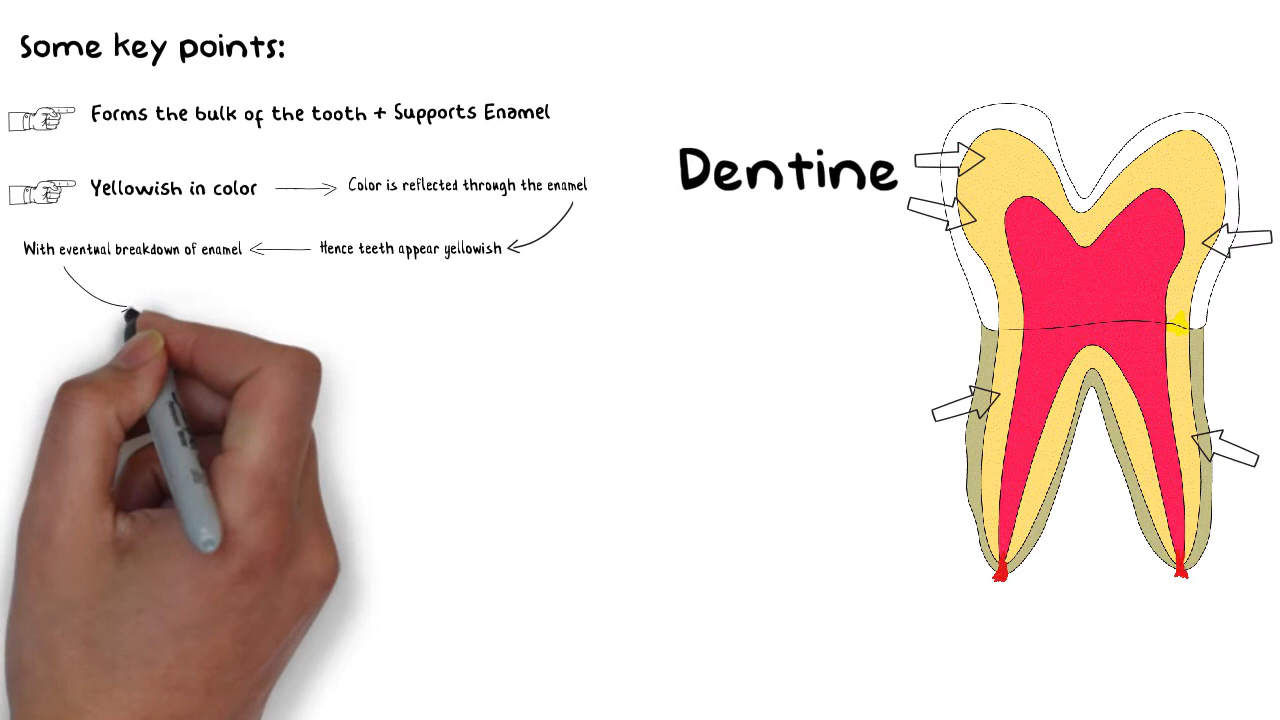 Some key points:
Forms the bulk of the tooth + Supports Enamel
Yellowish in color
Color is reflected through the enamel
Hence teeth appear yellowish
With eventual breakdown of enamel
Dentine